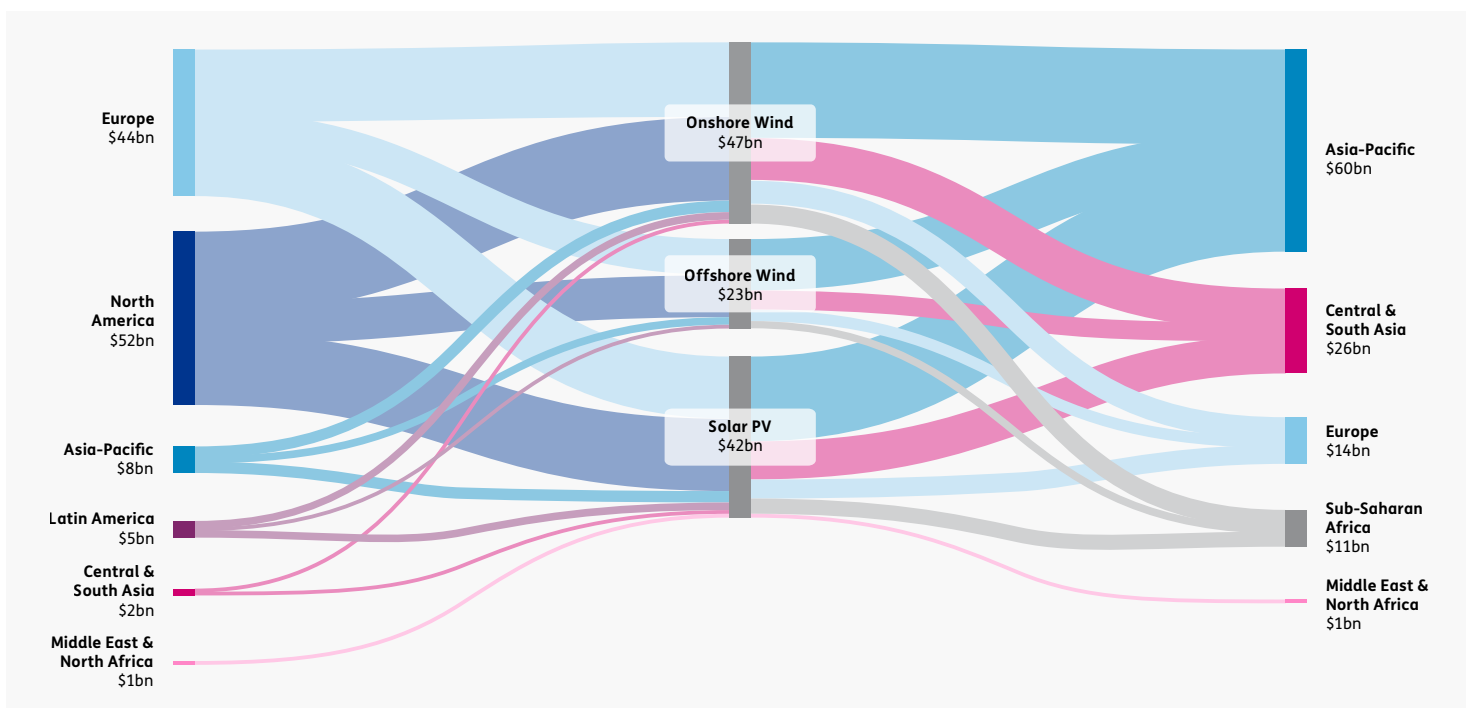 Europe
$44bn
North
America
$52bn
Asia-Pacific
$8bn
Latin America
$5bn
Central &
South Asia
$2bn
Middle East &
North Africa
$1bn
Onshore Wind
$47bn
Offshore Wind
$23bn
Solar PV
$42bn
Asia-Pacific
$60bn
Central &
South Asia
$26bn
Europe
$14bn
Sub-Saharan
Africa
$11bn
Middle East &
North Africa
$1bn